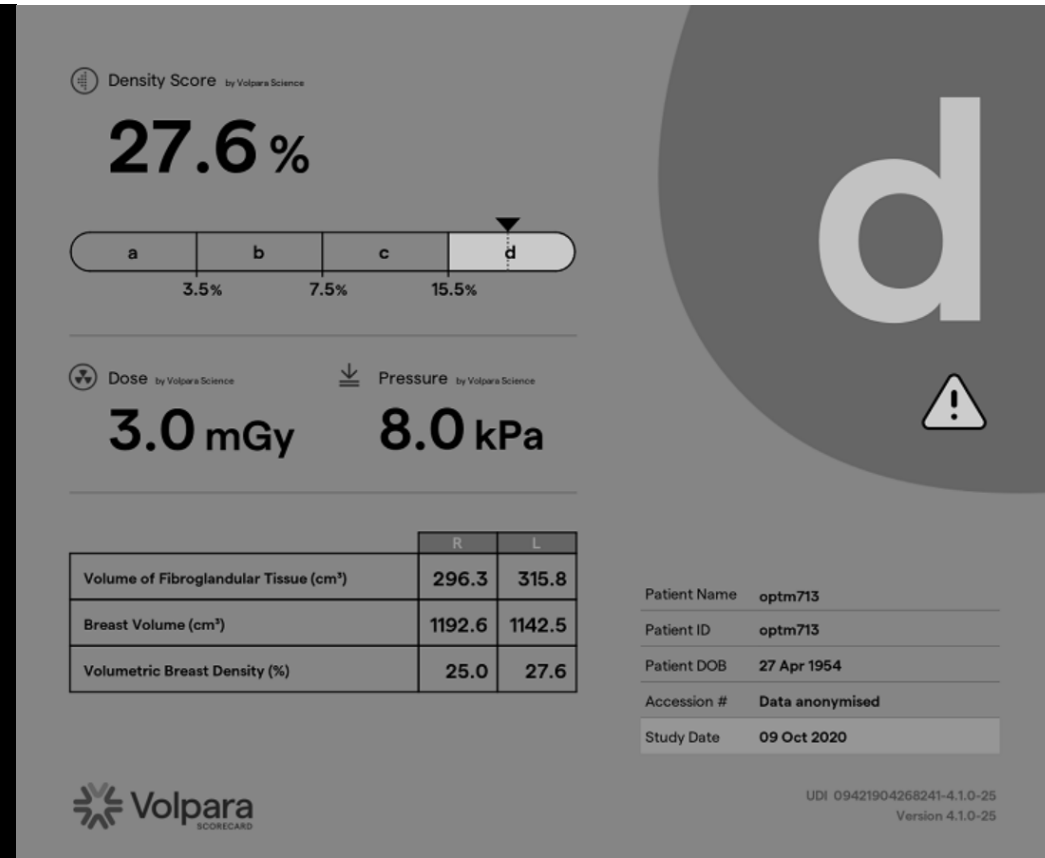 Density Score by Volpara Science
27.6 %
a b c d
3.5% 7.5% 15.5%
Dose by Volpara Science
3.0 mGy
Pressure by Volpara Science
8.0 kPa
R L
Volume of Fibroglandular Tissue (cm³) 296.3 315.8
Breast Volume (cm³) 1192.6 1142.5
Volumetric Breast Density (%) 25.0 27.6
Volpara
SCORECARD
d
!
Patient Name optm713
Patient ID optm713
Patient DOB 27 Apr 1954
Accession # Data anonymised
Study Date 09 Oct 2020
UDI 09421904268241-4.1.0-25
Version 4.1.0-25